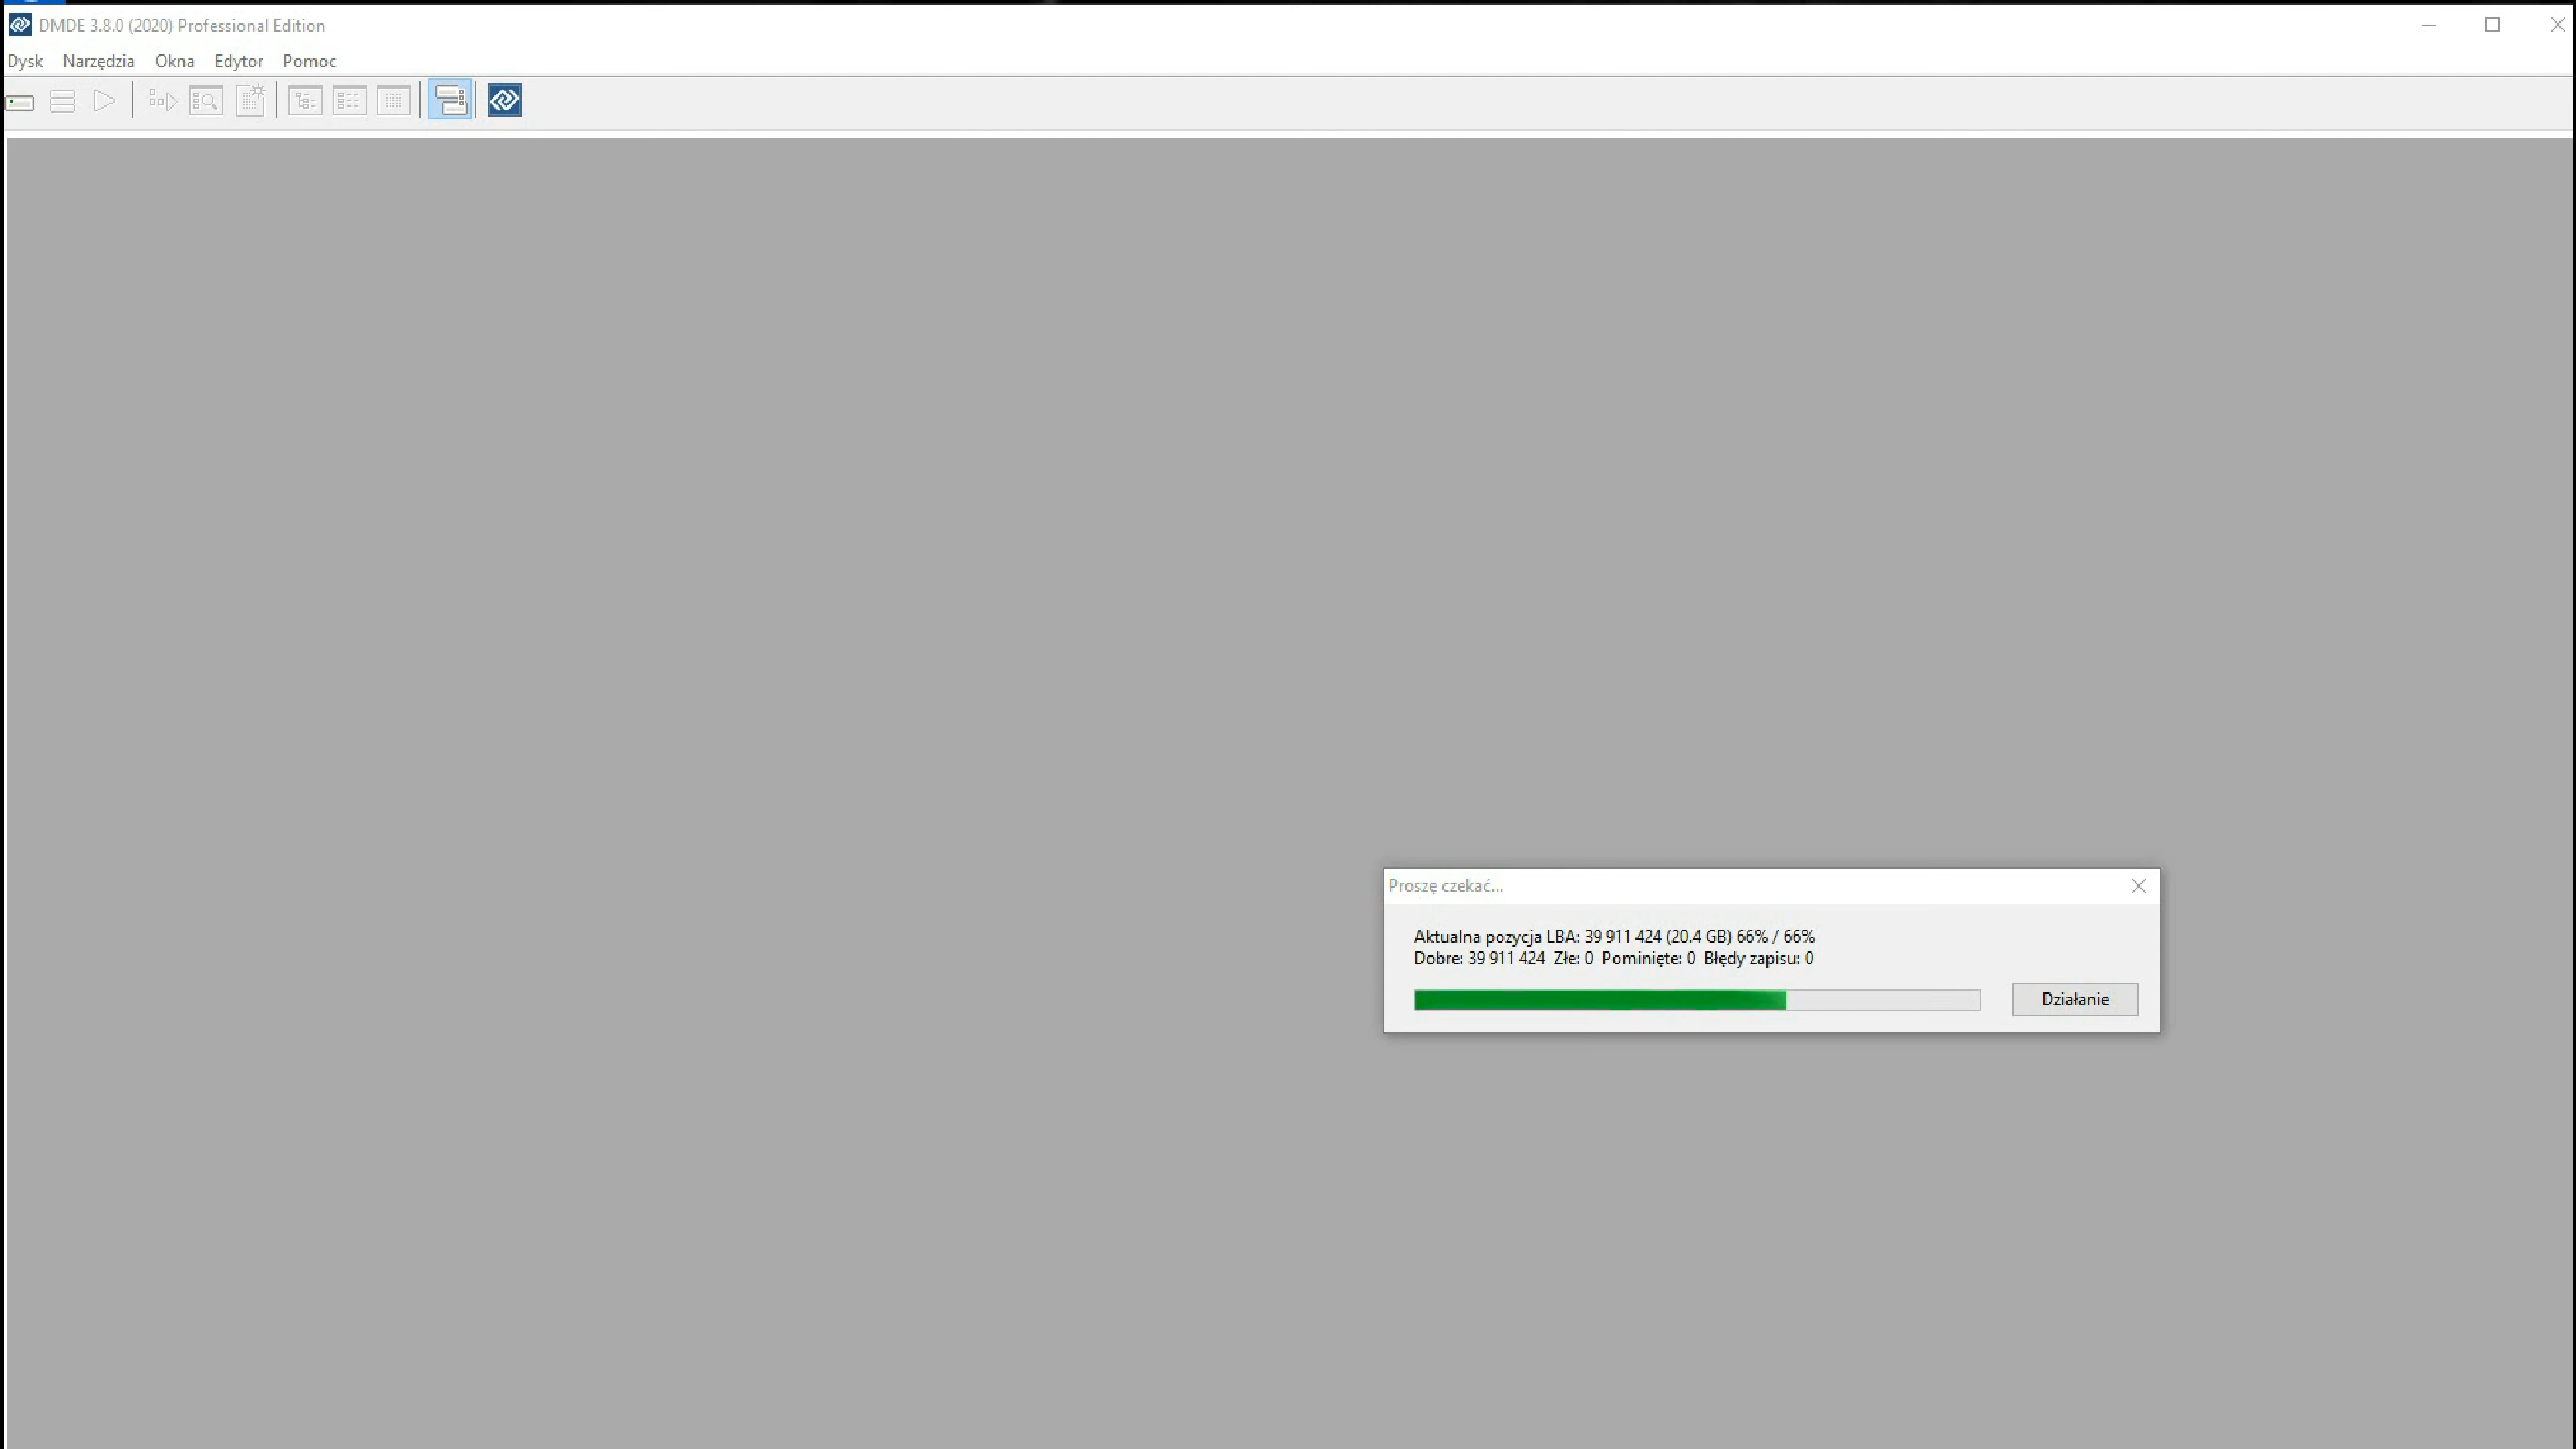 DMDE 3.8.0 (2020) Professional Edition
Dysk Narzędzia Okna Edytor Pomoc
Proszę czekać...
Aktualna pozycja LBA: 39 911 424 (20.4 GB) 66% / 66%
Dobre: 39 911 424 Złe: 0 Pominięte: 0 Błędy zapisu: 0
Działanie